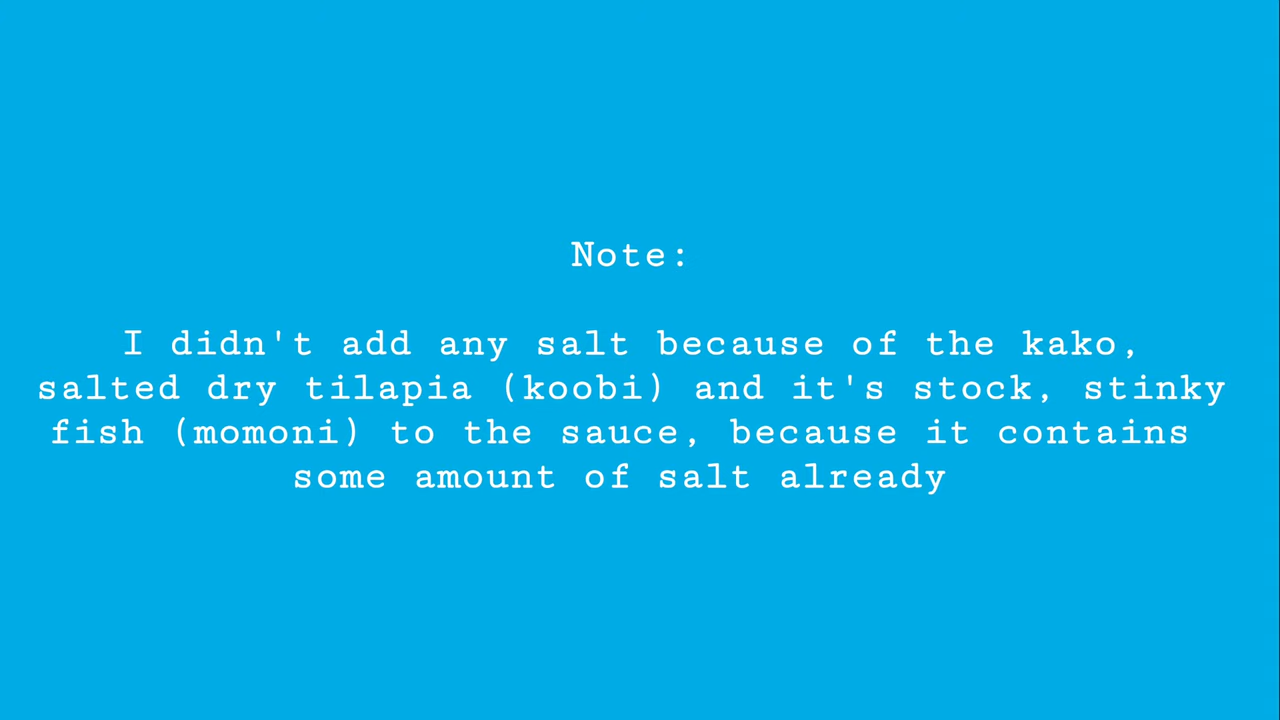 Note:
I didn't add any salt because of the kako,
salted dry tilapia (koobi) and it's stock, stinky
fish (momoni) to the sauce, because it contains
some amount of salt already